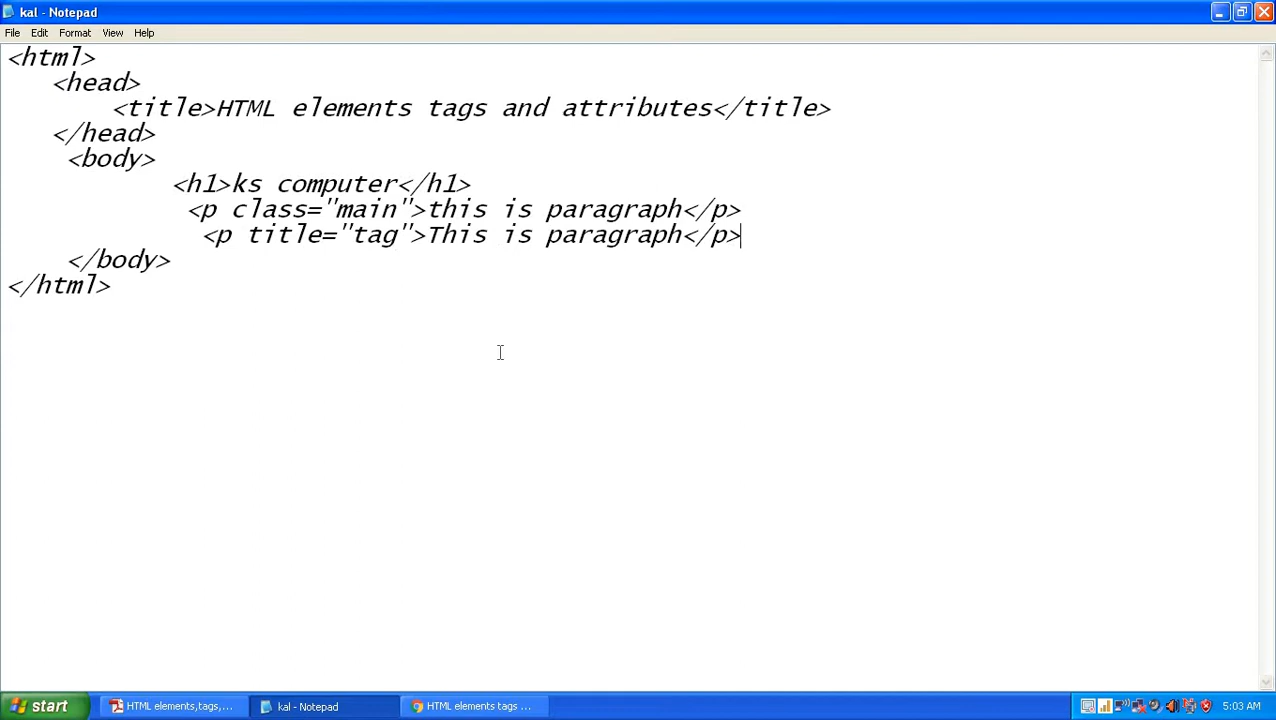 kal - Notepad
File Edit Format View Help
<html>
<head>
<title>HTML elements tags and attributes</title>
</head>
<body>
<h1>ks computer</h1>
<p class="main">this is paragraph</p>
<p title="tag">This is paragraph</p>
</body>
</html>
start HTML elements,tags,... kal - Notepad HTML elements tags ... 5:03 AM